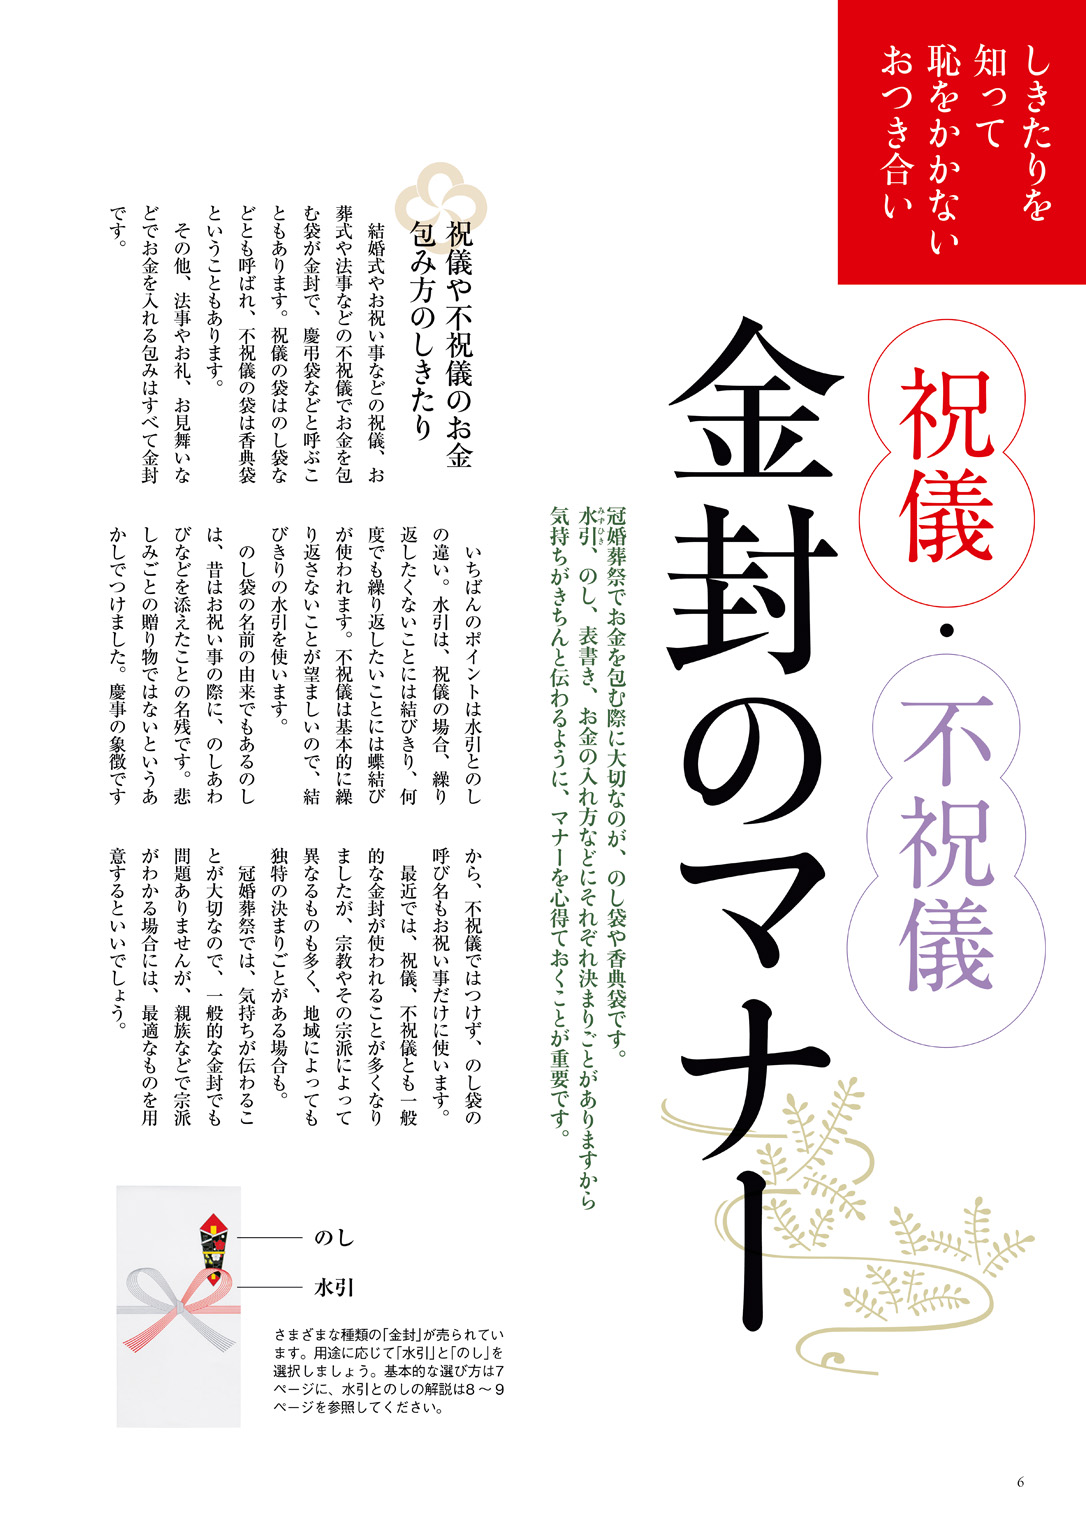 しきたりを
知って
恥をかかない
おつき合い
祝儀・不祝儀
金封のマナー
冠婚葬祭でお金を包む際に大切なのが、のし袋や香典袋です。
水引、のし、表書き、お金の入れ方などにそれぞれ決まりごとがありますから
みずひき
気持ちがきちんと伝わるように、マナーを心得ておくことが重要です。
祝儀や不祝儀のお金
包み方のしきたり
結婚式やお祝い事などの祝儀、お
葬式や法事などの不祝儀でお金を包
む袋が金封で、慶弔袋などと呼ぶこ
ともあります。祝儀の袋はのし袋な
どとも呼ばれ、不祝儀の袋は香典袋
ということもあります。
その他、法事やお礼、お見舞いな
どでお金を入れる包みはすべて金封
です。
いちばんのポイントは水引とのし
の違い。水引は、祝儀の場合、繰り
返したくないことには結びきり、何
度でも繰り返したいことには蝶結び
が使われます。不祝儀は基本的に繰
り返さないことが望ましいので、結
びきりの水引を使います。
のし袋の名前の由来でもあるのし
は、昔はお祝い事の際に、のしあわ
びなどを添えたことの名残です。悲
しみごとの贈り物ではないというあ
かしでつけました。慶事の象徴です
から、不祝儀ではつけず、のし袋の
呼び名もお祝い事だけに使います。
最近では、祝儀、不祝儀とも一般
的な金封が使われることが多くなり
ましたが、宗教やその宗派によって
異なるものも多く、地域によっても
独特の決まりごとがある場合も。
冠婚葬祭では、気持ちが伝わるこ
とが大切なので、一般的な金封でも
問題ありませんが、親族などで宗派
がわかる場合には、最適なものを用
意するといいでしょう。
のし
水引
さまざまな種類の「金封」が売られてい
ます。用途に応じて「水引」と「のし」を
選択しましょう。基本的な選び方は7
ページに、水引とのしの解説は8〜9
ページを参照してください。
6